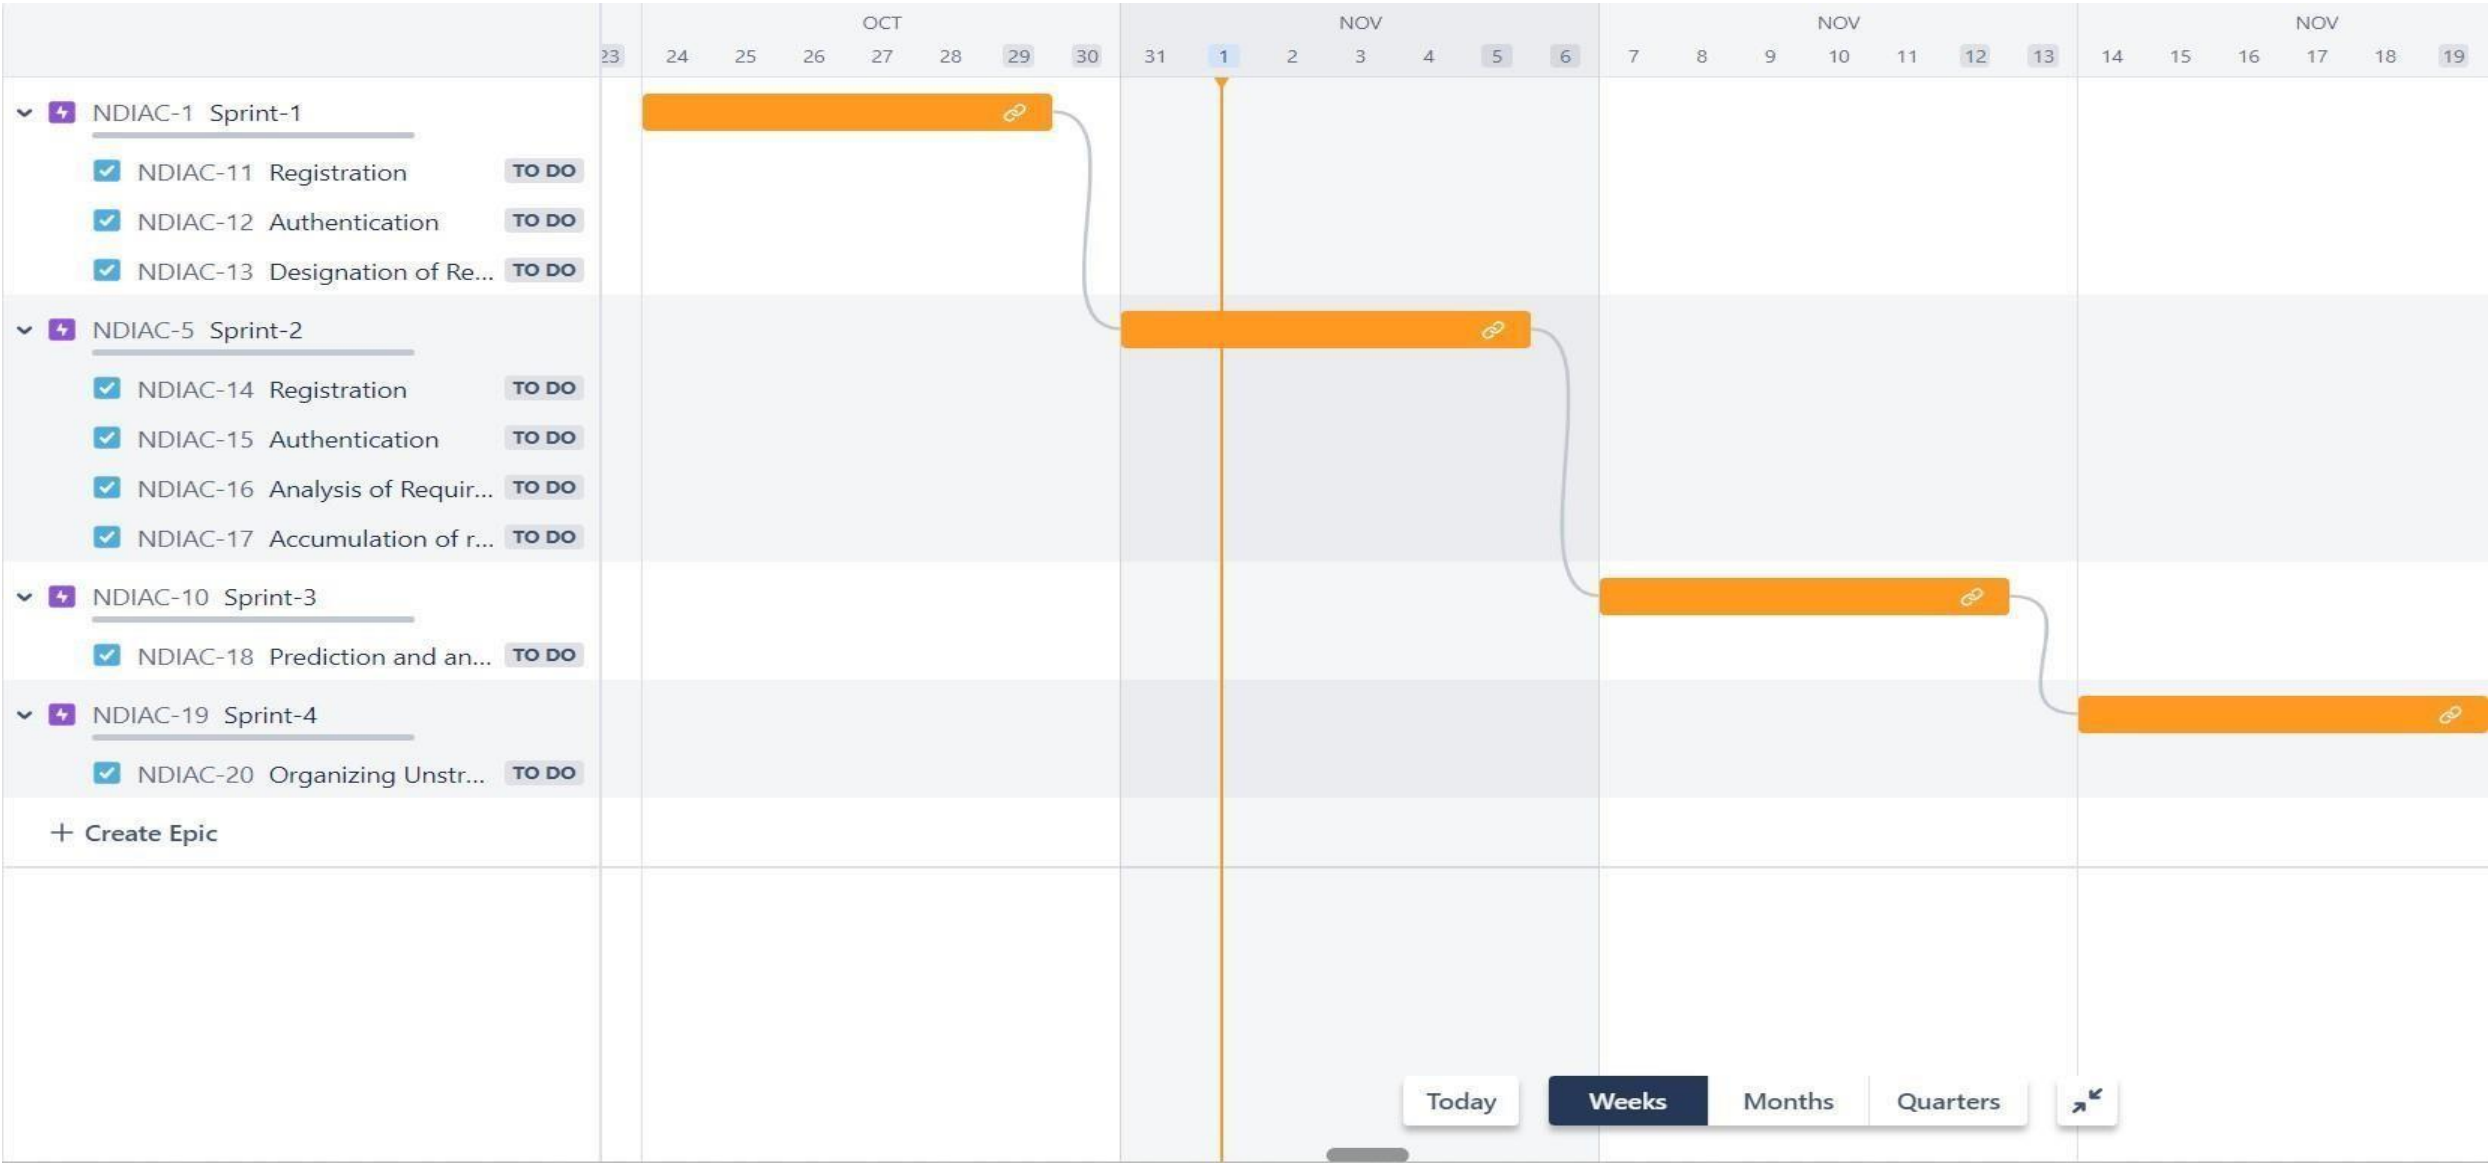 OCT NOV NOV NOV
23 24 25 26 27 28 29 30 31 1 2 3 4 5 6 7 8 9 10 11 12 13 14 15 16 17 18 19
NDIAC-1 Sprint-1
NDIAC-11 Registration TO DO
NDIAC-12 Authentication TO DO
NDIAC-13 Designation of Re... TO DO
NDIAC-5 Sprint-2
NDIAC-14 Registration TO DO
NDIAC-15 Authentication TO DO
NDIAC-16 Analysis of Requir... TO DO
NDIAC-17 Accumulation of r... TO DO
NDIAC-10 Sprint-3
NDIAC-18 Prediction and an... TO DO
NDIAC-19 Sprint-4
NDIAC-20 Organizing Unstr... TO DO
+ Create Epic
Today Weeks Months Quarters